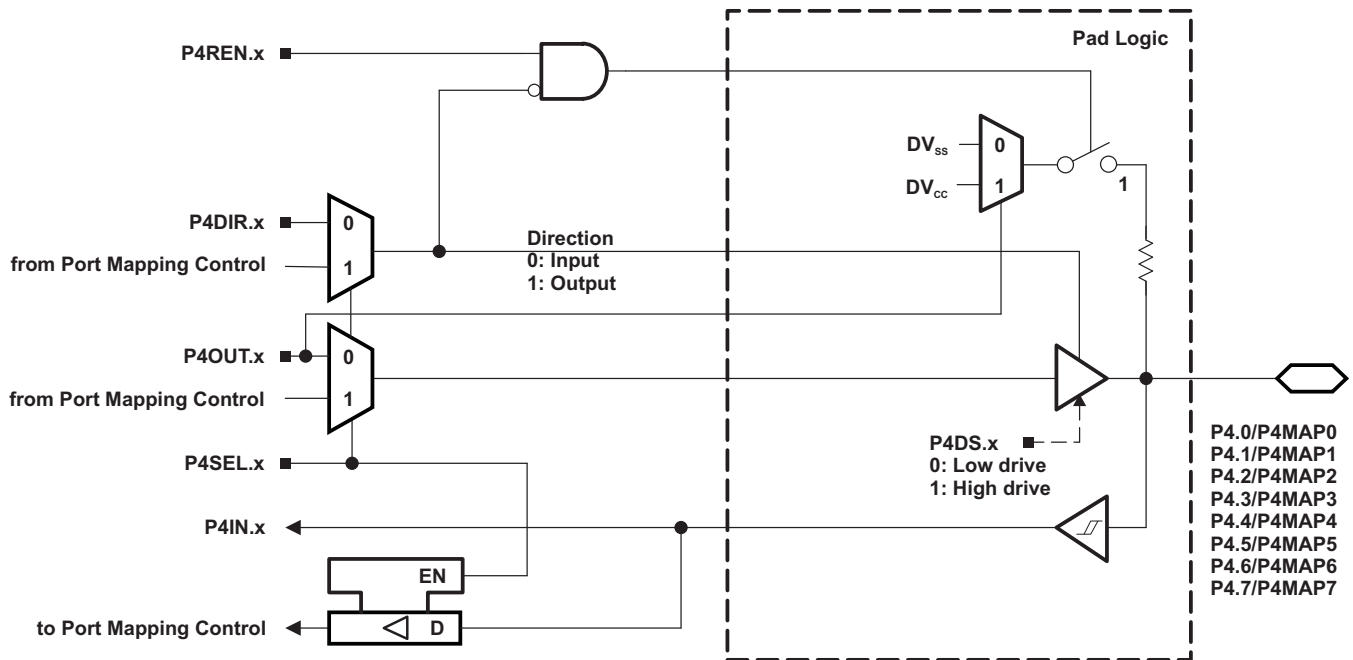 Pad Logic
P4REN.x
DVSS
0
DVCC
1
1
P4DIR.x
0
from Port Mapping Control
1
Direction
0: Input
1: Output
P4OUT.x
0
from Port Mapping Control
1
P4DS.x
0: Low drive
1: High drive
P4SEL.x
P4IN.x
EN
D
to Port Mapping Control
P4.0/P4MAP0
P4.1/P4MAP1
P4.2/P4MAP2
P4.3/P4MAP3
P4.4/P4MAP4
P4.5/P4MAP5
P4.6/P4MAP6
P4.7/P4MAP7